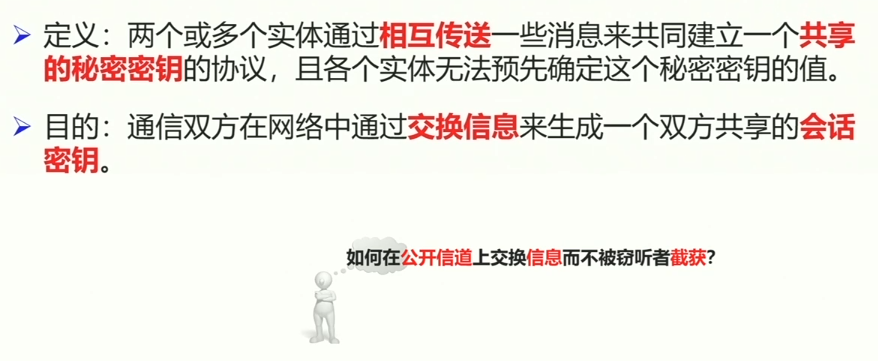 ➢ 定义：两个或多个实体通过相互传送一些消息来共同建立一个共享
的秘密密钥的协议，且各个实体无法预先确定这个秘密密钥的值。
➢ 目的：通信双方在网络中通过交换信息来生成一个双方共享的会话
密钥。
如何在公开信道上交换信息而不被窃听者截获？